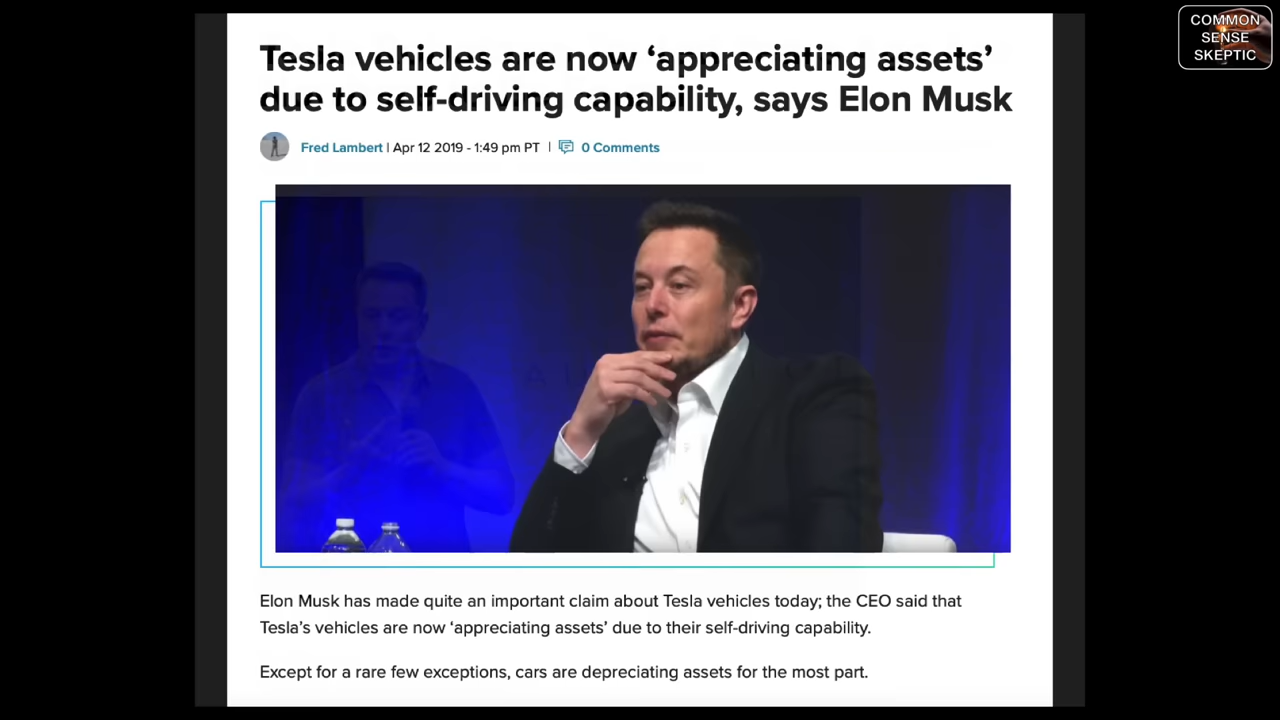 COMMON
SENSE
SKEPTIC
Tesla vehicles are now ‘appreciating assets’
due to self-driving capability, says Elon Musk
Fred Lambert | Apr 12 2019 - 1:49 pm PT | 0 Comments
Elon Musk has made quite an important claim about Tesla vehicles today; the CEO said that
Tesla’s vehicles are now ‘appreciating assets’ due to their self-driving capability.
Except for a rare few exceptions, cars are depreciating assets for the most part.